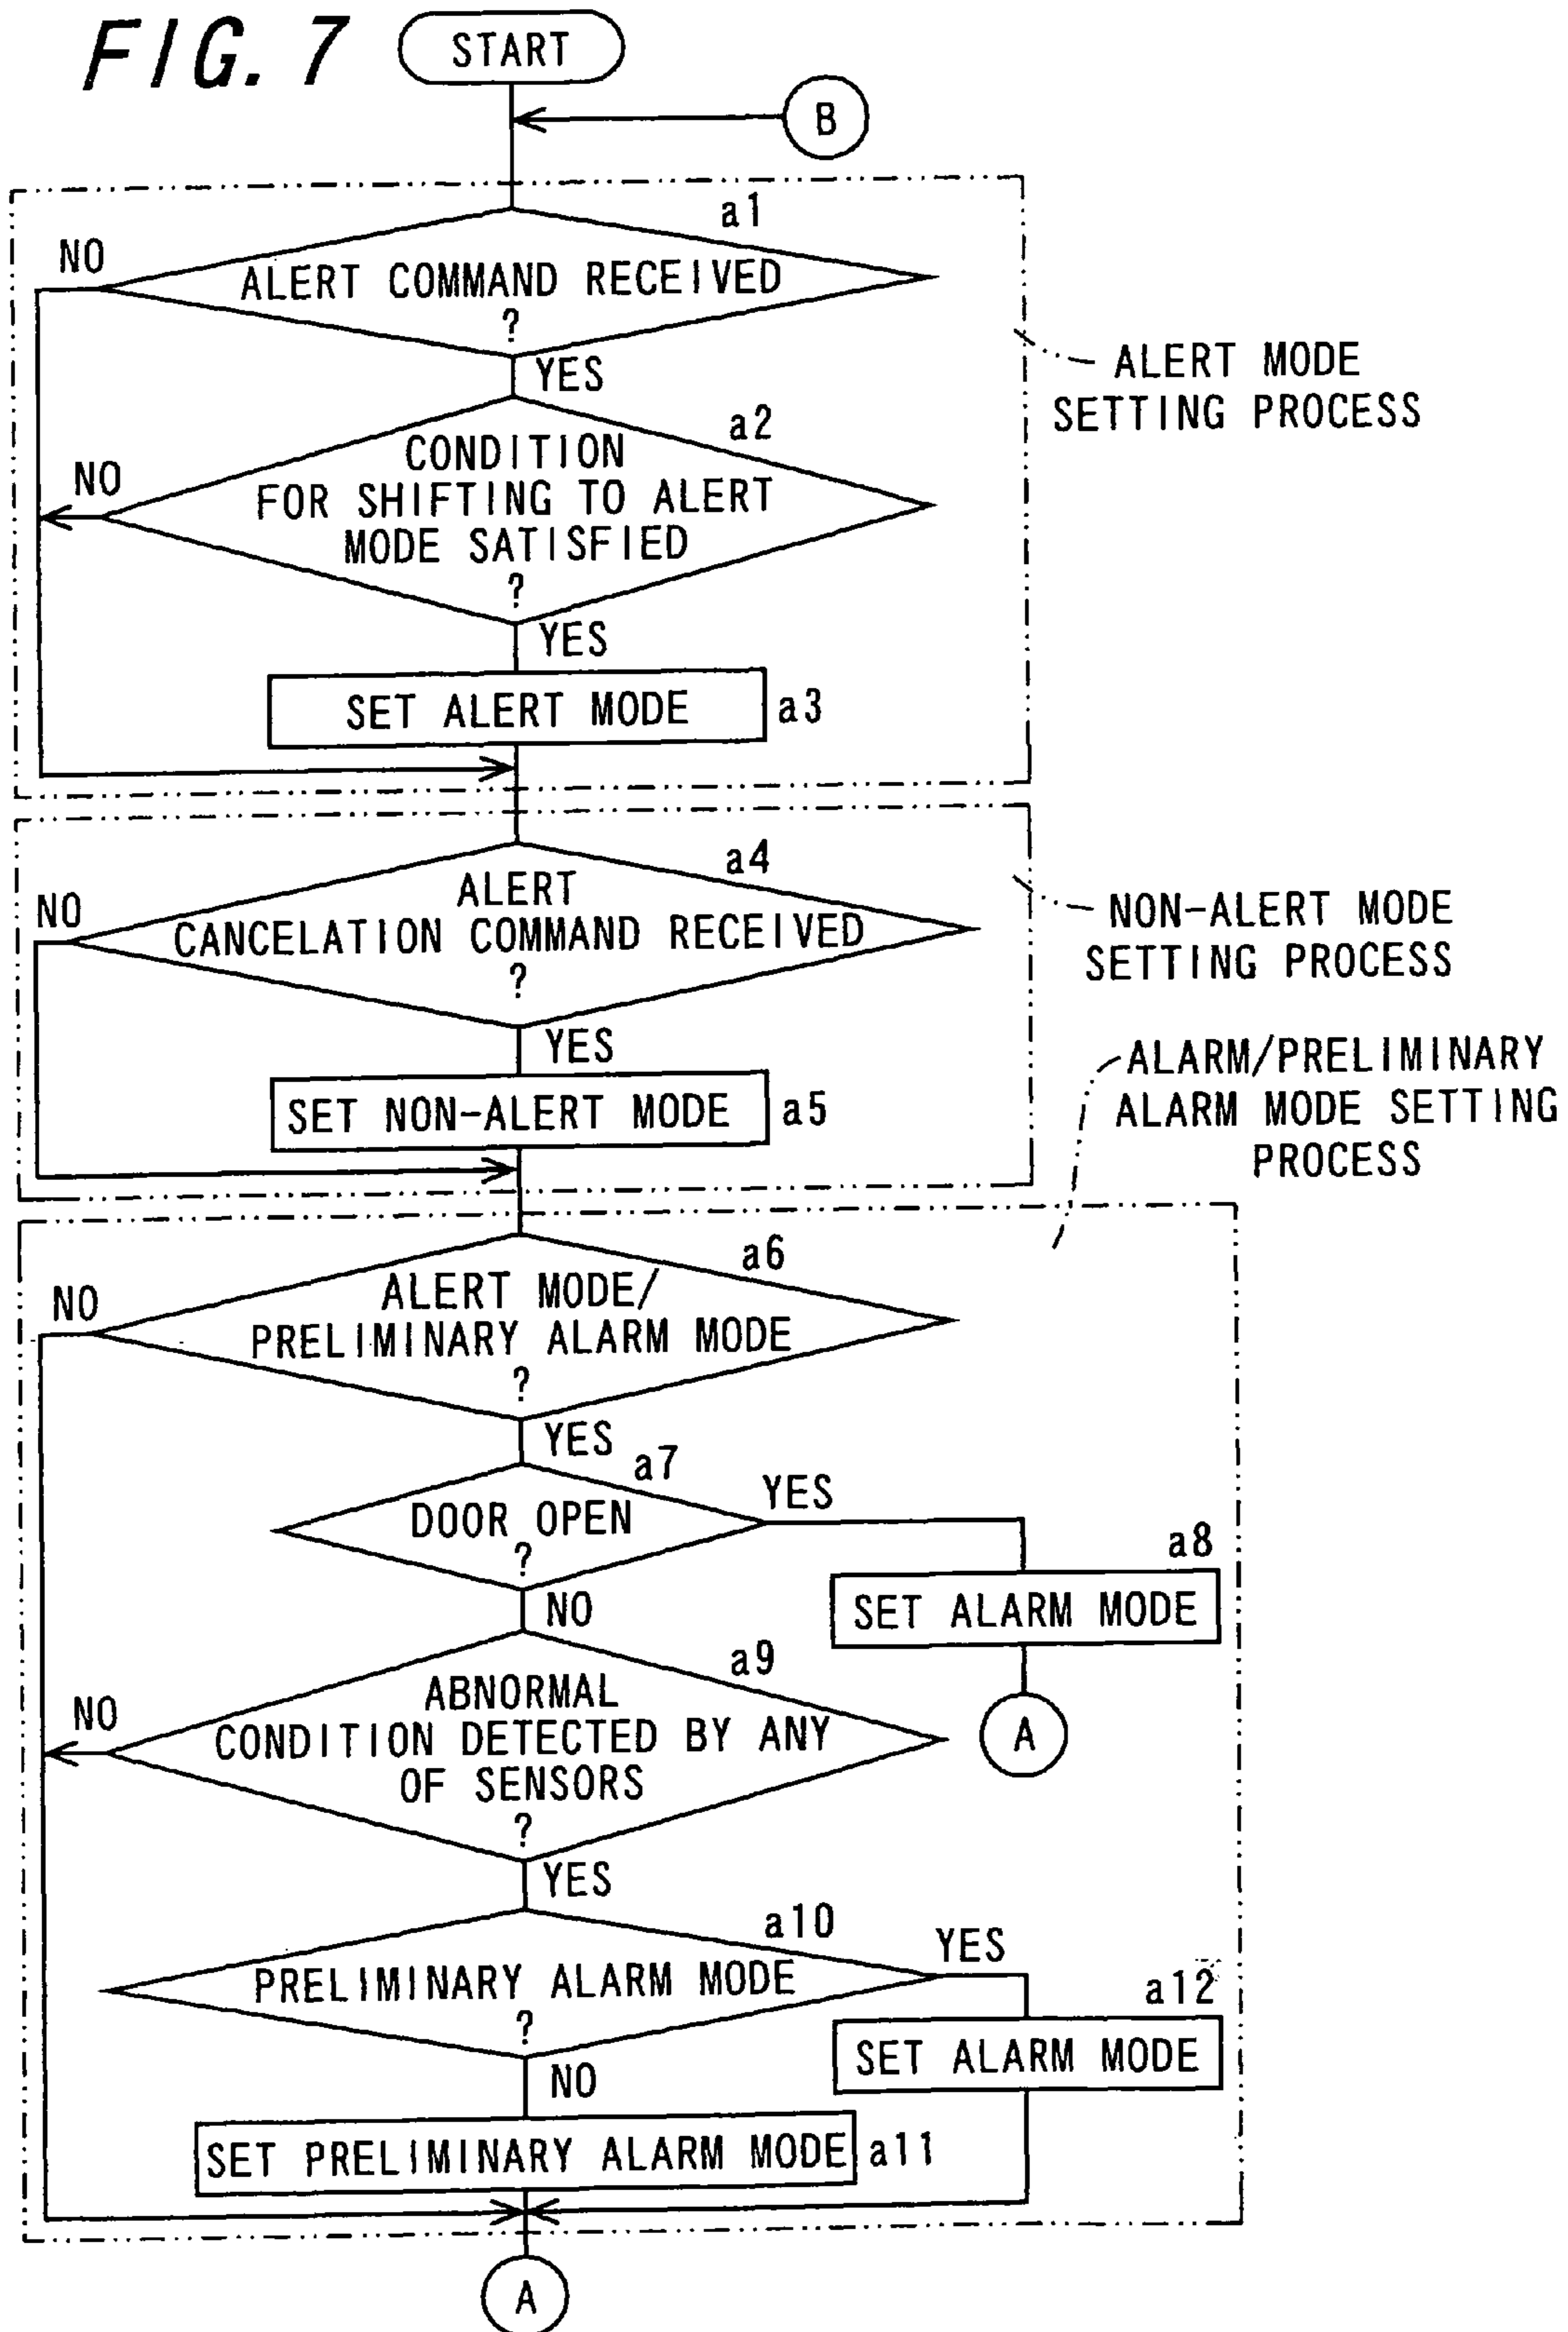 FIG. 7
START
B
a1
NO
ALERT COMMAND RECEIVED
?
YES
ALERT MODE
SETTING PROCESS
a2
CONDITION
NO
FOR SHIFTING TO ALERT
MODE SATISFIED
?
YES
SET ALERT MODE
a3
a4
ALERT
NO
CANCELATION COMMAND RECEIVED
?
NON-ALERT MODE
SETTING PROCESS
YES
SET NON-ALERT MODE
a5
ALARM/PRELIMINARY
ALARM MODE SETTING
PROCESS
a6
NO
ALERT MODE/
PRELIMINARY ALARM MODE
?
YES
a7
YES
DOOR OPEN
?
NO
a8
SET ALARM MODE
A
a9
ABNORMAL
NO
CONDITION DETECTED BY ANY
OF SENSORS
?
YES
a10
YES
PRELIMINARY ALARM MODE
?
a12
SET ALARM MODE
NO
SET PRELIMINARY ALARM MODE
a11
A